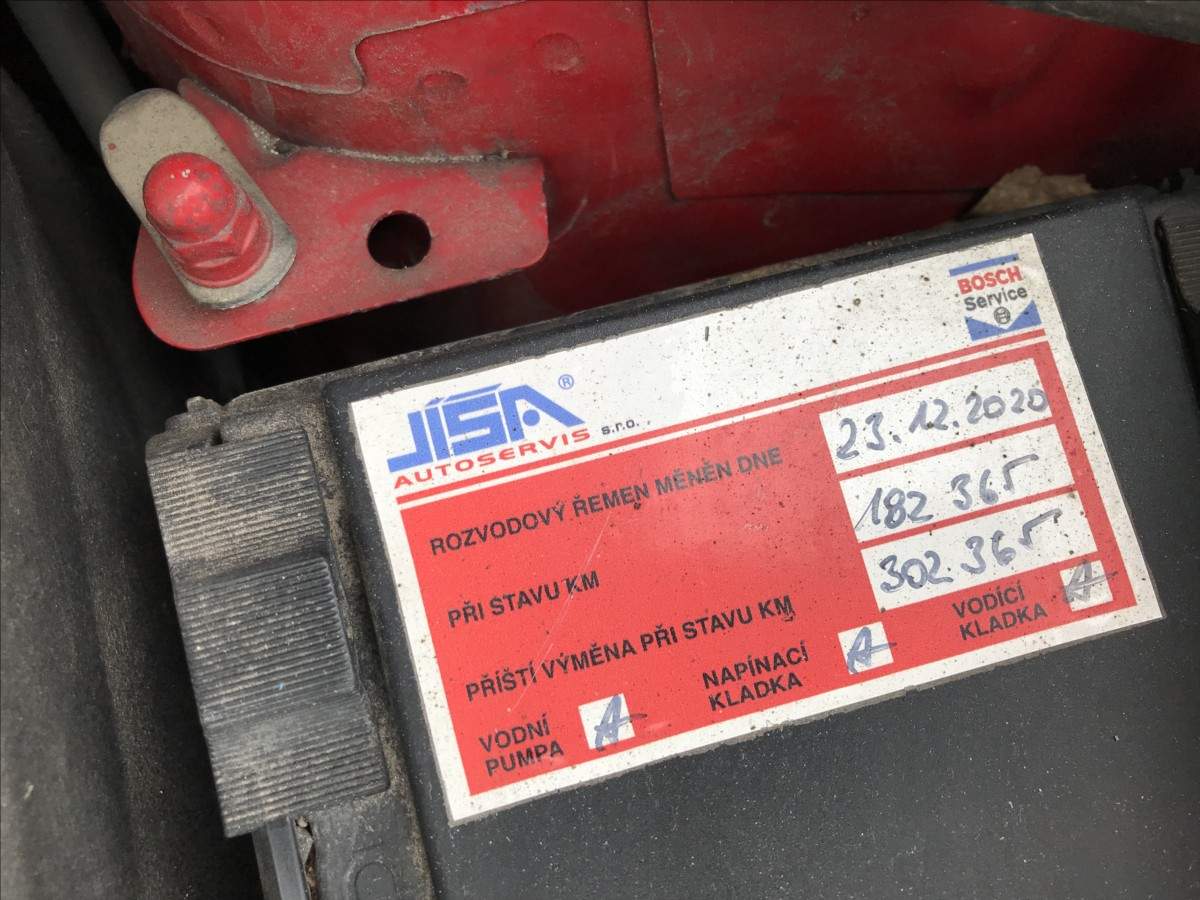 BOSCH
Service
JÍŠA ®
AUTOSERVIS s.r.o.
ROZVODOVÝ ŘEMEN MĚNĚN DNE 23.12.2020
PŘI STAVU KM 182 365
PŘÍŠTÍ VÝMĚNA PŘI STAVU KM 302 365
VODNÍ PUMPA A
NAPÍNACÍ KLADKA A
VODÍCÍ KLADKA A